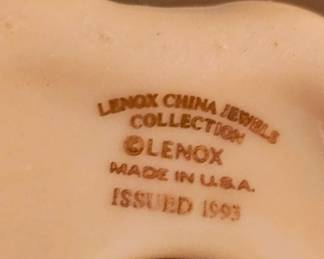 LENOX CHINA JEWELS
COLLECTION
©LENOX
MADE IN U.S.A.
ISSUED 1993